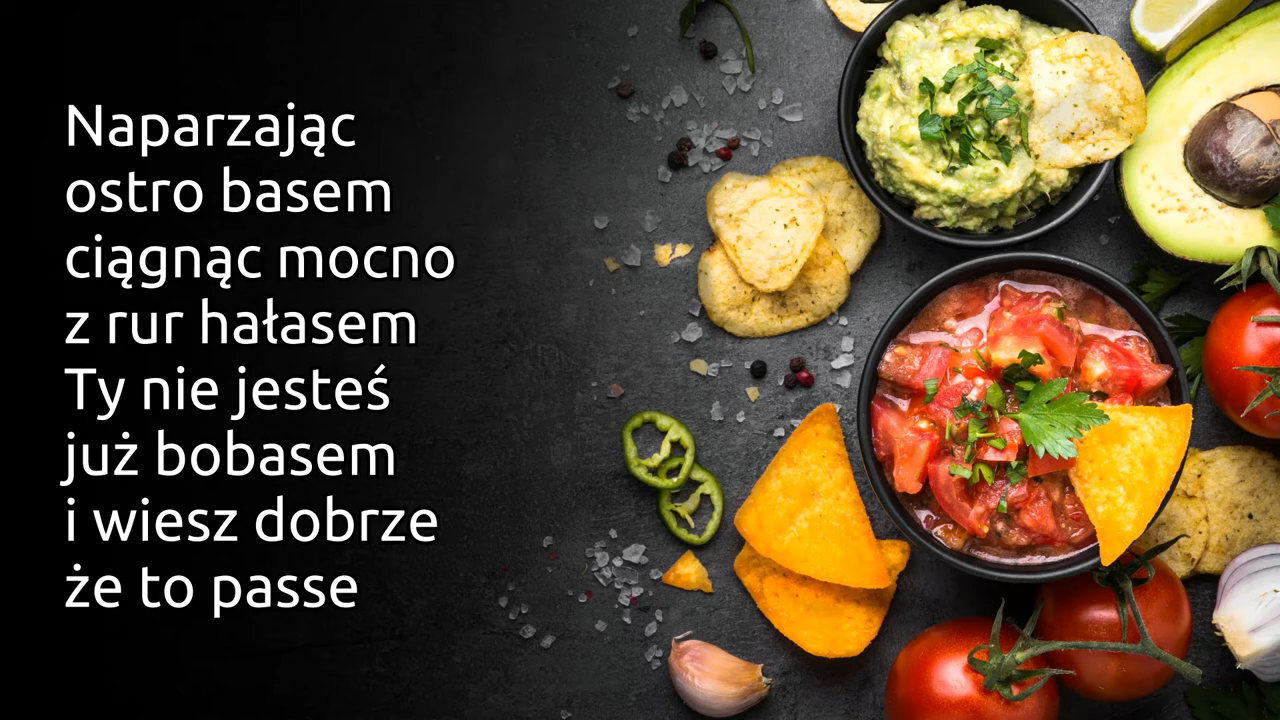 Naparzając
ostro basem
ciągnąc mocno
z rur hałasem
Ty nie jesteś
już bobasem
i wiesz dobrze
że to passe